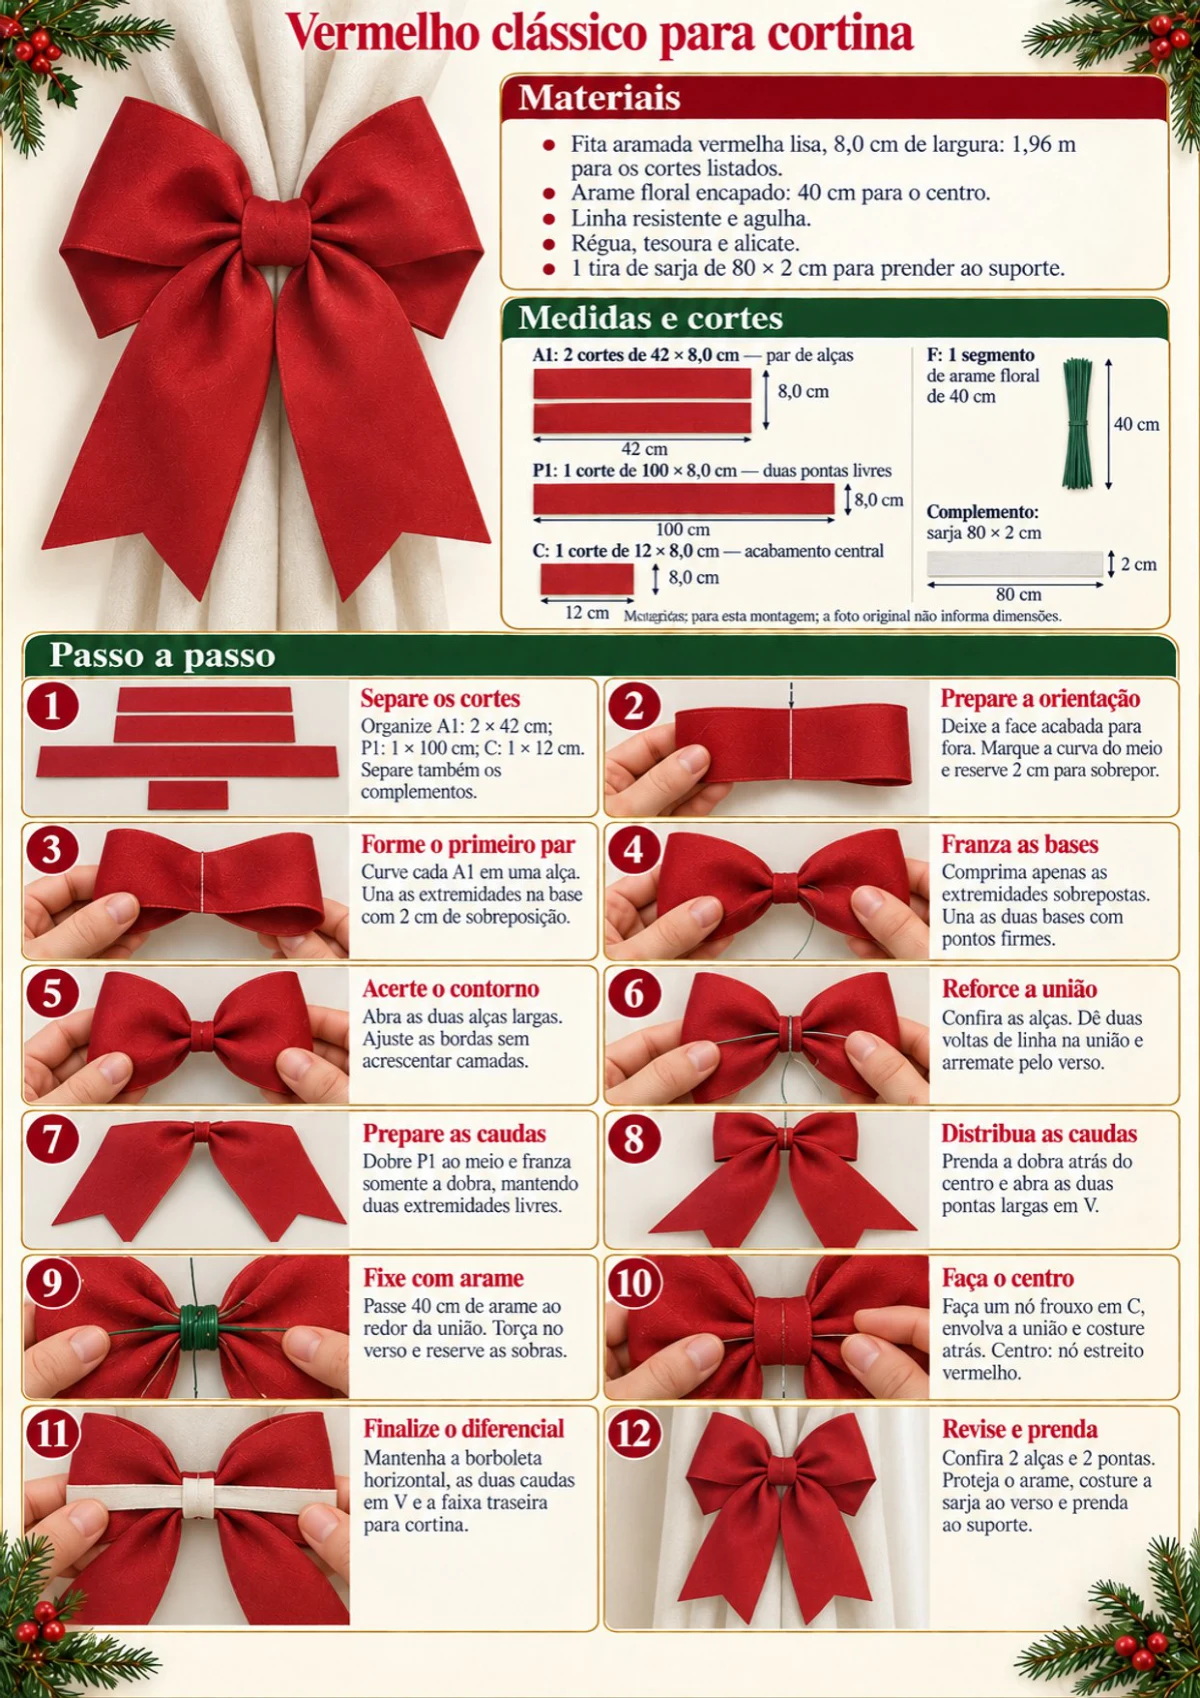 Vermelho clássico para cortina
Materiais
● Fita aramada vermelha lisa, 8,0 cm de largura: 1,96 m
para os cortes listados.
● Arame floral encapado: 40 cm para o centro.
● Linha resistente e agulha.
● Régua, tesoura e alicate.
● 1 tira de sarja de 80 × 2 cm para prender ao suporte.
Medidas e cortes
A1: 2 cortes de 42 × 8,0 cm — par de alças
8,0 cm
42 cm
P1: 1 corte de 100 × 8,0 cm — duas pontas livres
8,0 cm
100 cm
C: 1 corte de 12 × 8,0 cm — acabamento central
8,0 cm
12 cm
F: 1 segmento
de arame floral
de 40 cm
40 cm
Complemento:
sarja 80 × 2 cm
2 cm
80 cm
para esta montagem; a foto original não informa dimensões.
Passo a passo
1
Separe os cortes
Organize A1: 2 × 42 cm;
P1: 1 × 100 cm; C: 1 × 12 cm.
Separe também os
complementos.
2
Prepare a orientação
Deixe a face acabada para
fora. Marque a curva do meio
e reserve 2 cm para sobrepor.
3
Forme o primeiro par
Curve cada A1 em uma alça.
Una as extremidades na base
com 2 cm de sobreposição.
4
Franza as bases
Comprima apenas as
extremidades sobrepostas.
Una as duas bases com
pontos firmes.
5
Acerte o contorno
Abra as duas alças largas.
Ajuste as bordas sem
acrescentar camadas.
6
Reforce a união
Confira as alças. Dê duas
voltas de linha na união e
arremate pelo verso.
7
Prepare as caudas
Dobre P1 ao meio e franza
somente a dobra, mantendo
duas extremidades livres.
8
Distribua as caudas
Prenda a dobra atrás do
centro e abra as duas
pontas largas em V.
9
Fixe com arame
Passe 40 cm de arame ao
redor da união. Torça no
verso e reserve as sobras.
10
Faça o centro
Faça um nó frouxo em C,
envolva a união e costure
atrás. Centro: nó estreito
vermelho.
11
Finalize o diferencial
Mantenha a borboleta
horizontal, as duas caudas
em V e a faixa traseira
para cortina.
12
Revise e prenda
Confira 2 alças e 2 pontas.
Proteja o arame, costure a
sarja ao verso e prenda
ao suporte.